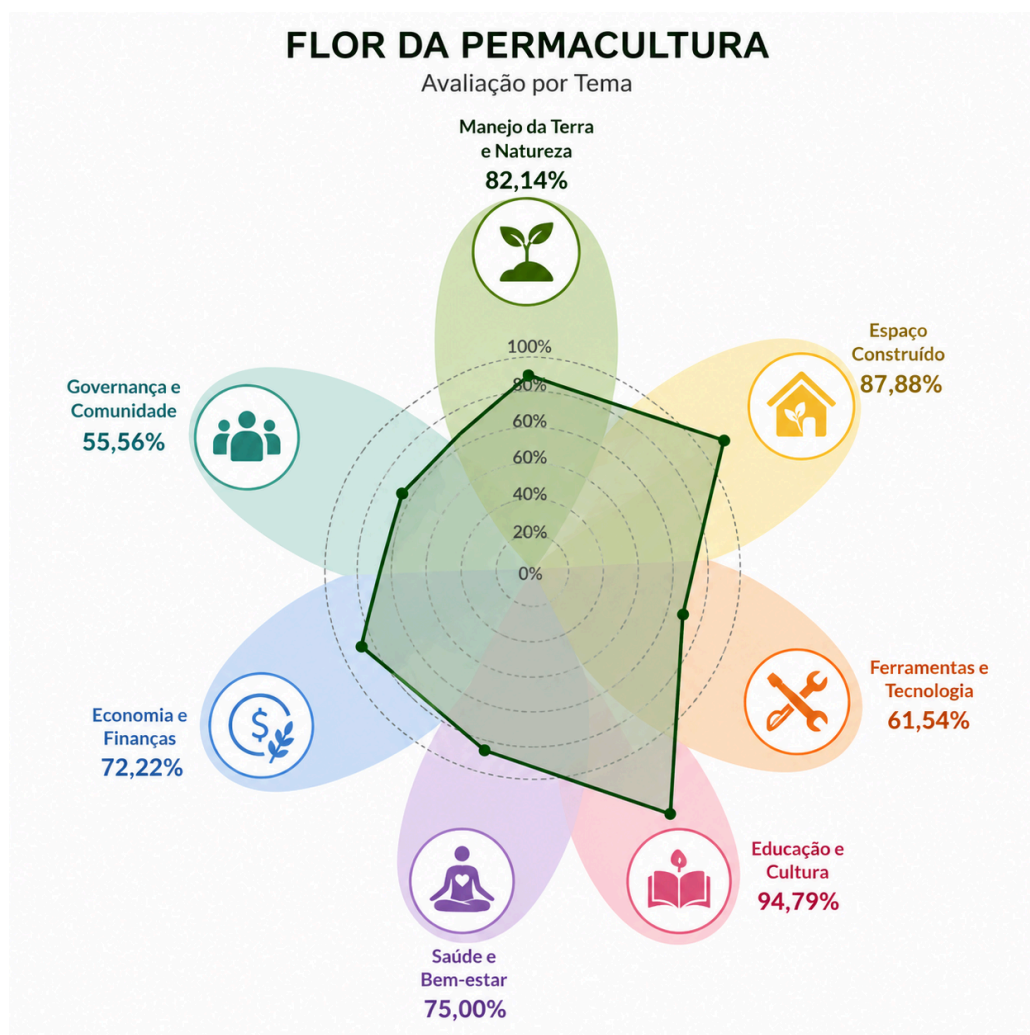 FLOR DA PERMACULTURA
Avaliação por Tema
Manejo da Terra
e Natureza
82,14%
Espaço
Construído
87,88%
Governança e
Comunidade
55,56%
100%
80%
60%
60%
40%
20%
0%
Ferramentas e
Tecnologia
61,54%
Economia e
Finanças
72,22%
$
Educação e
Cultura
94,79%
Saúde e
Bem-estar
75,00%